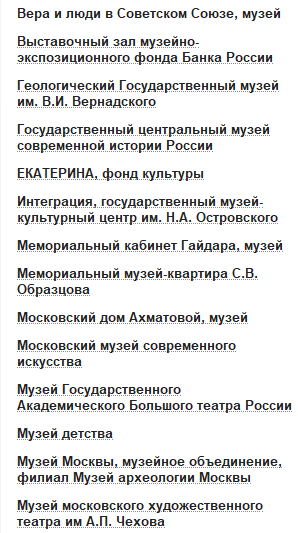 Вера и люди в Советском Союзе, музей
Выставочный зал музейно-
экспозиционного фонда Банка России
Геологический Государственный музей
им. В.И. Вернадского
Государственный центральный музей
современной истории России
ЕКАТЕРИНА, фонд культуры
Интеграция, государственный музей-
культурный центр им. Н.А. Островского
Мемориальный кабинет Гайдара, музей
Мемориальный музей-квартира С.В.
Образцова
Московский дом Ахматовой, музей
Московский музей современного
искусства
Музей Государственного
Академического Большого театра России
Музей детства
Музей Москвы, музейное объединение,
филиал Музей археологии Москвы
Музей московского художественного
театра им А.П. Чехова